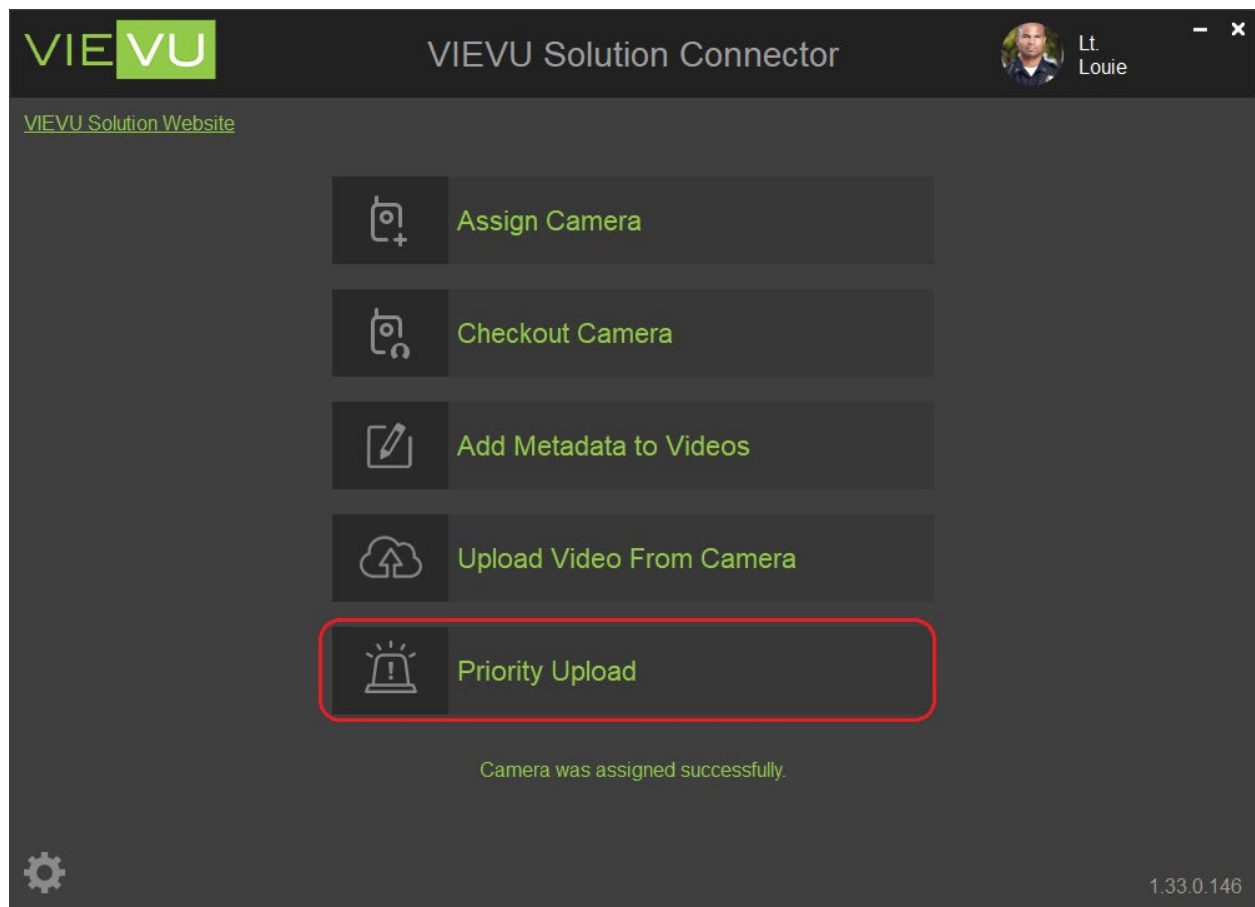 VIEVU
VIEVU Solution Connector
Lt.
Louie
VIEVU Solution Website
Assign Camera
Checkout Camera
Add Metadata to Videos
Upload Video From Camera
Priority Upload
Camera was assigned successfully.
1.33.0.146